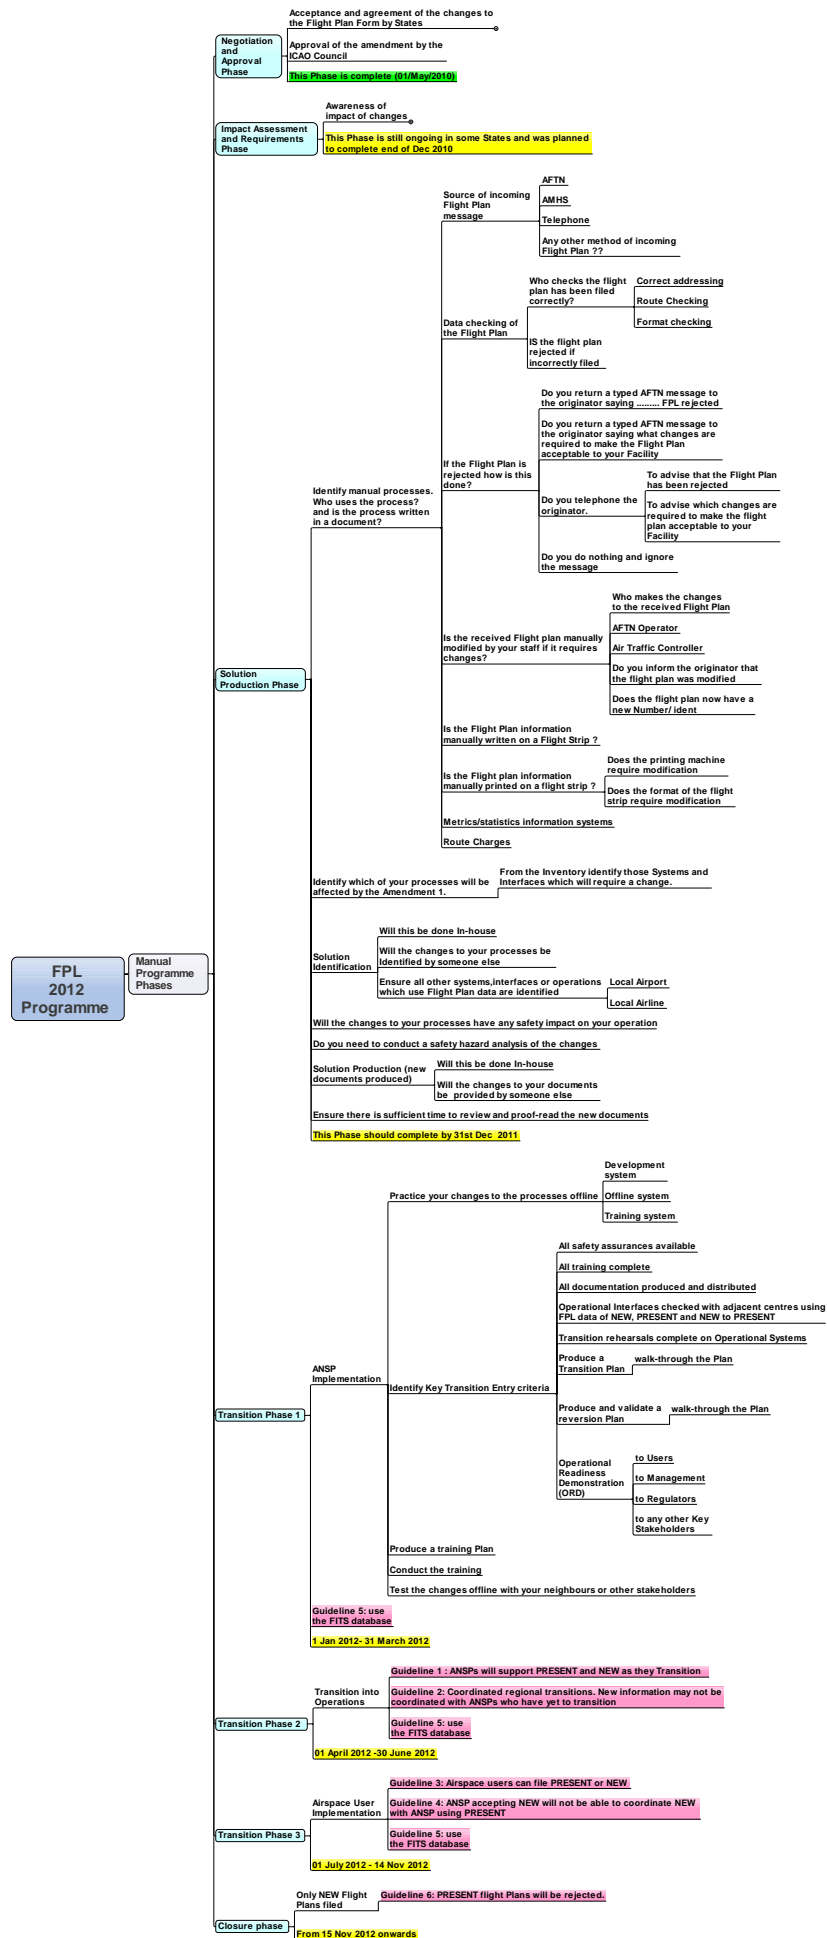 Acceptance and agreement of the changes to
the Flight Plan Form by States
Negotiation
and
Approval
Phase
Approval of the amendment by the
ICAO Council
This Phase is complete (01/May/2010)
Awareness of
impact of changes
Impact Assessment
and Requirements
Phase
This Phase is still ongoing in some States and was planned
to complete end of Dec 2010
AFTN
Source of incoming
Flight Plan
message
AMHS
Telephone
Any other method of incoming
Flight Plan ??
Who checks the flight
plan has been filed
correctly?
Correct addressing
Route Checking
Format checking
Data checking of
the Flight Plan
IS the flight plan
rejected if
incorrectly filed
Do you return a typed AFTN message to
the originator saying ......... FPL rejected
Do you return a typed AFTN message to
the originator saying what changes are
required to make the Flight Plan
acceptable to your Facility
If the Flight Plan is
rejected how is this
done?
To advise that the Flight Plan
has been rejected
Do you telephone the
originator.
To advise which changes are
required to make the flight
plan acceptable to your
Facility
Do you do nothing and ignore
the message
Identify manual processes.
Who uses the process?
and is the process written
in a document?
Who makes the changes
to the received Flight Plan
AFTN Operator
Is the received Flight plan manually
modified by your staff if it requires
changes?
Air Traffic Controller
Do you inform the originator that
the flight plan was modified
Does the flight plan now have a
new Number/ ident
Solution
Production Phase
Is the Flight Plan information
manually written on a Flight Strip ?
Is the Flight plan information
manually printed on a flight strip ?
Does the printing machine
require modification
Does the format of the flight
strip require modification
Metrics/statistics information systems
Route Charges
Identify which of your processes will be
affected by the Amendment 1.
From the Inventory identify those Systems and
Interfaces which will require a change.
Will this be done In-house
Solution
Identification
Will the changes to your processes be
Identified by someone else
Ensure all other systems,interfaces or operations
which use Flight Plan data are identified
Local Airport
Local Airline
FPL
2012
Programme
Manual
Programme
Phases
Will the changes to your processes have any safety impact on your operation
Do you need to conduct a safety hazard analysis of the changes
Solution Production (new
documents produced)
Will this be done In-house
Will the changes to your documents
be  provided by someone else
Ensure there is sufficient time to review and proof-read the new documents
This Phase should complete by 31st Dec  2011
Practice your changes to the processes offline
Development
system
Offline system
Training system
All safety assurances available
All training complete
All documentation produced and distributed
Operational Interfaces checked with adjacent centres using
FPL data of NEW, PRESENT and NEW to PRESENT
Transition rehearsals complete on Operational Systems
ANSP
Implementation
Identify Key Transition Entry criteria
Produce a
Transition Plan
walk-through the Plan
Transition Phase 1
Produce and validate a
reversion Plan
walk-through the Plan
Operational
Readiness
Demonstration
(ORD)
to Users
to Management
to Regulators
to any other Key
Stakeholders
Produce a training Plan
Conduct the training
Test the changes offline with your neighbours or other stakeholders
Guideline 5: use
the FITS database
1 Jan 2012- 31 March 2012
Guideline 1 : ANSPs will support PRESENT and NEW as they Transition
Transition into
Operations
Guideline 2: Coordinated regional transitions. New information may not be
coordinated with ANSPs who have yet to transition
Transition Phase 2
Guideline 5: use
the FITS database
01 April 2012 -30 June 2012
Guideline 3: Airspace users can file PRESENT or NEW
Airspace User
Implementation
Guideline 4: ANSP accepting NEW will not be able to coordinate NEW
with ANSP using PRESENT
Transition Phase 3
Guideline 5: use
the FITS database
01 July 2012 - 14 Nov 2012
Only NEW Flight
Plans filed
Guideline 6: PRESENT flight Plans will be rejected.
Closure phase
From 15 Nov 2012 onwards